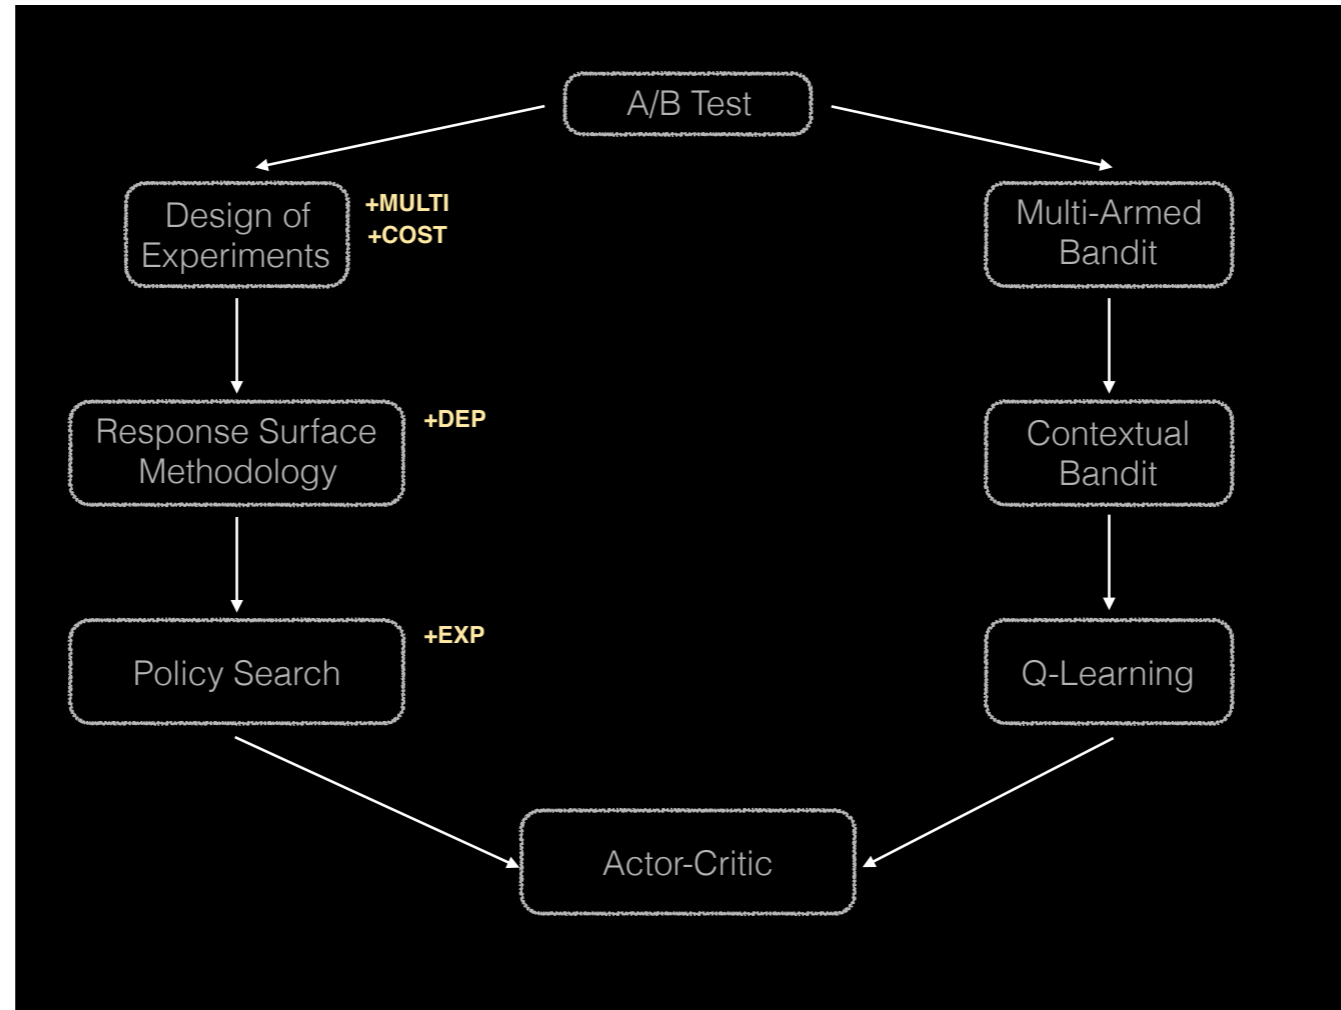 A/B Test
Design of
Experiments
+MULTI
+COST
Multi-Armed
Bandit
Response Surface
Methodology
+DEP
Contextual
Bandit
Policy Search
+EXP
Q-Learning
Actor-Critic